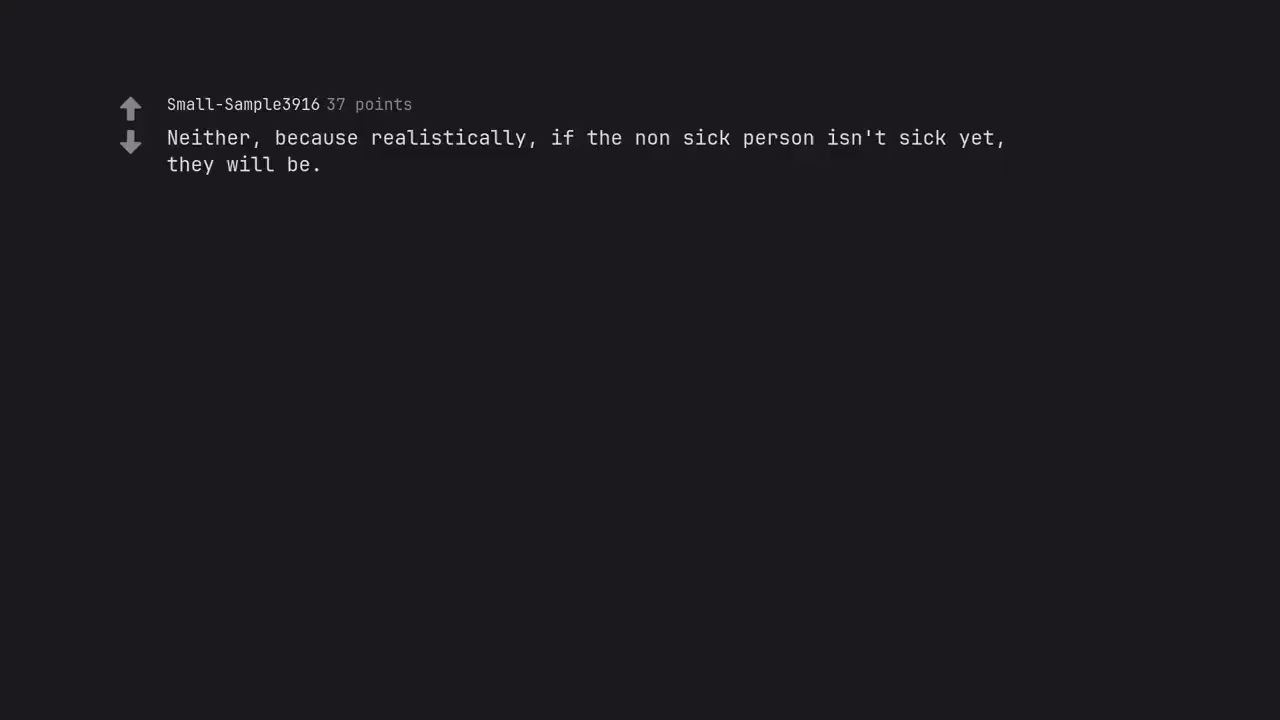 Small-Sample3916 37 points
Neither, because realistically, if the non sick person isn't sick yet,
they will be.